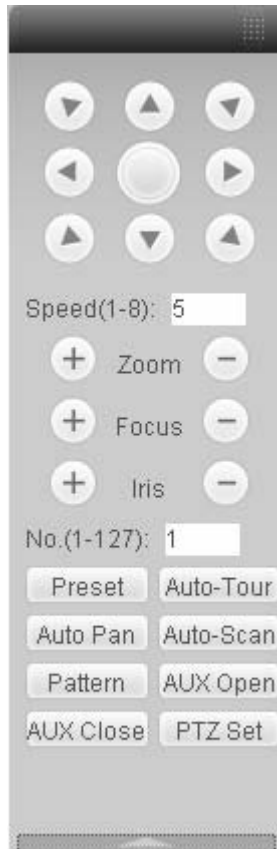 Speed(1-8): 5
+ Zoom −
+ Focus −
+ Iris −
No.(1-127): 1
Preset Auto-Tour
Auto Pan Auto-Scan
Pattern AUX Open
AUX Close PTZ Set